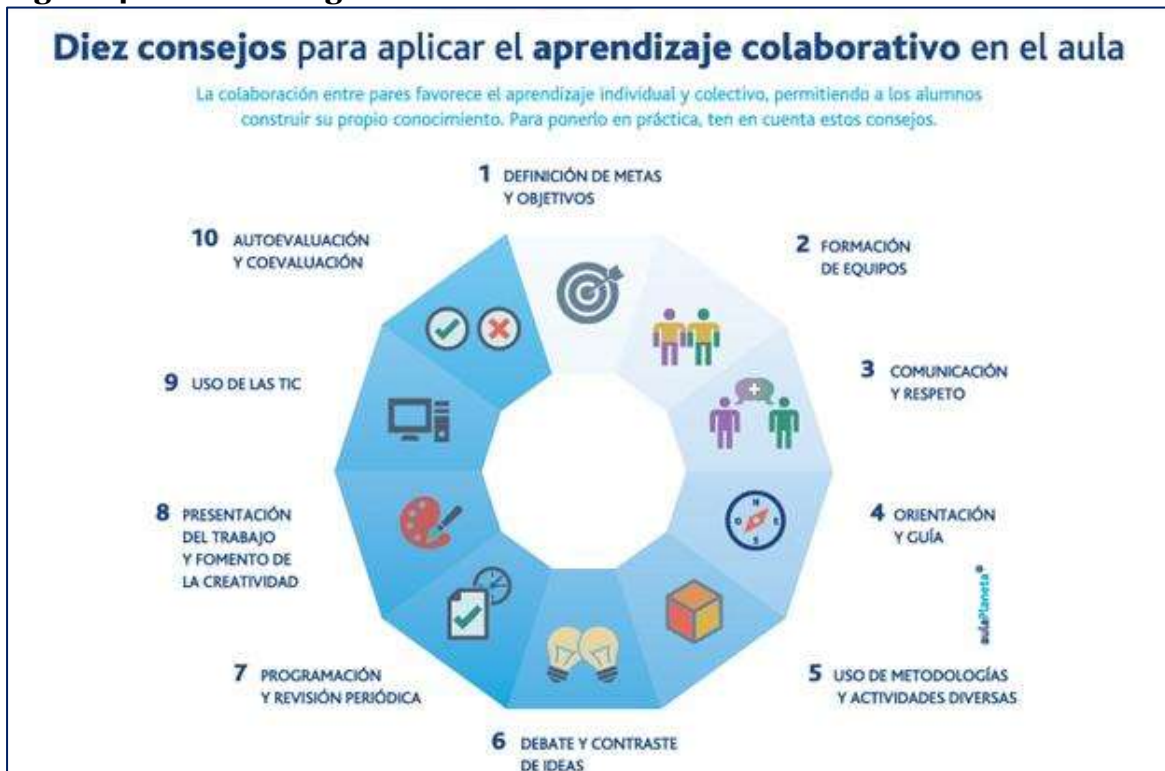 Diez consejos para aplicar el aprendizaje colaborativo en el aula
La colaboración entre pares favorece el aprendizaje individual y colectivo, permitiendo a los alumnos
construir su propio conocimiento. Para ponerlo en práctica, ten en cuenta estos consejos.
1 DEFINICIÓN DE METAS
Y OBJETIVOS
2 FORMACIÓN
DE EQUIPOS
3 COMUNICACIÓN
Y RESPETO
4 ORIENTACIÓN
Y GUÍA
5 USO DE METODOLOGÍAS
Y ACTIVIDADES DIVERSAS
6 DEBATE Y CONTRASTE
DE IDEAS
7 PROGRAMACIÓN
Y REVISIÓN PERIÓDICA
8 PRESENTACIÓN
DEL TRABAJO
Y FOMENTO DE
LA CREATIVIDAD
9 USO DE LAS TIC
10 AUTOEVALUACIÓN
Y COEVALUACIÓN
N
O E
S
aulaPlaneta